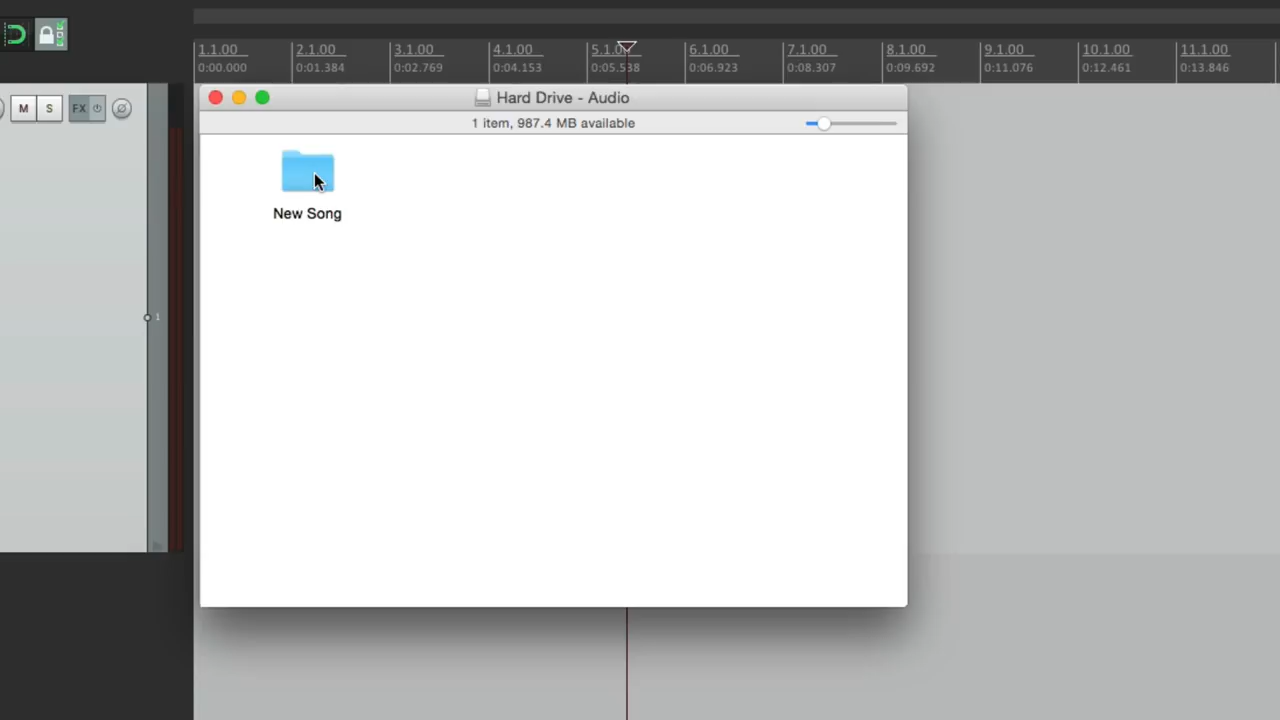 1.1.00 2.1.00 3.1.00 4.1.00 5.1.00 6.1.00 7.1.00 8.1.00 9.1.00 10.1.00 11.1.00
0:00.000 0:01.384 0:02.769 0:04.153 0:05.538 0:06.923 0:08.307 0:09.692 0:11.076 0:12.461 0:13.846
M S FX
Hard Drive - Audio
1 item, 987.4 MB available
New Song
1